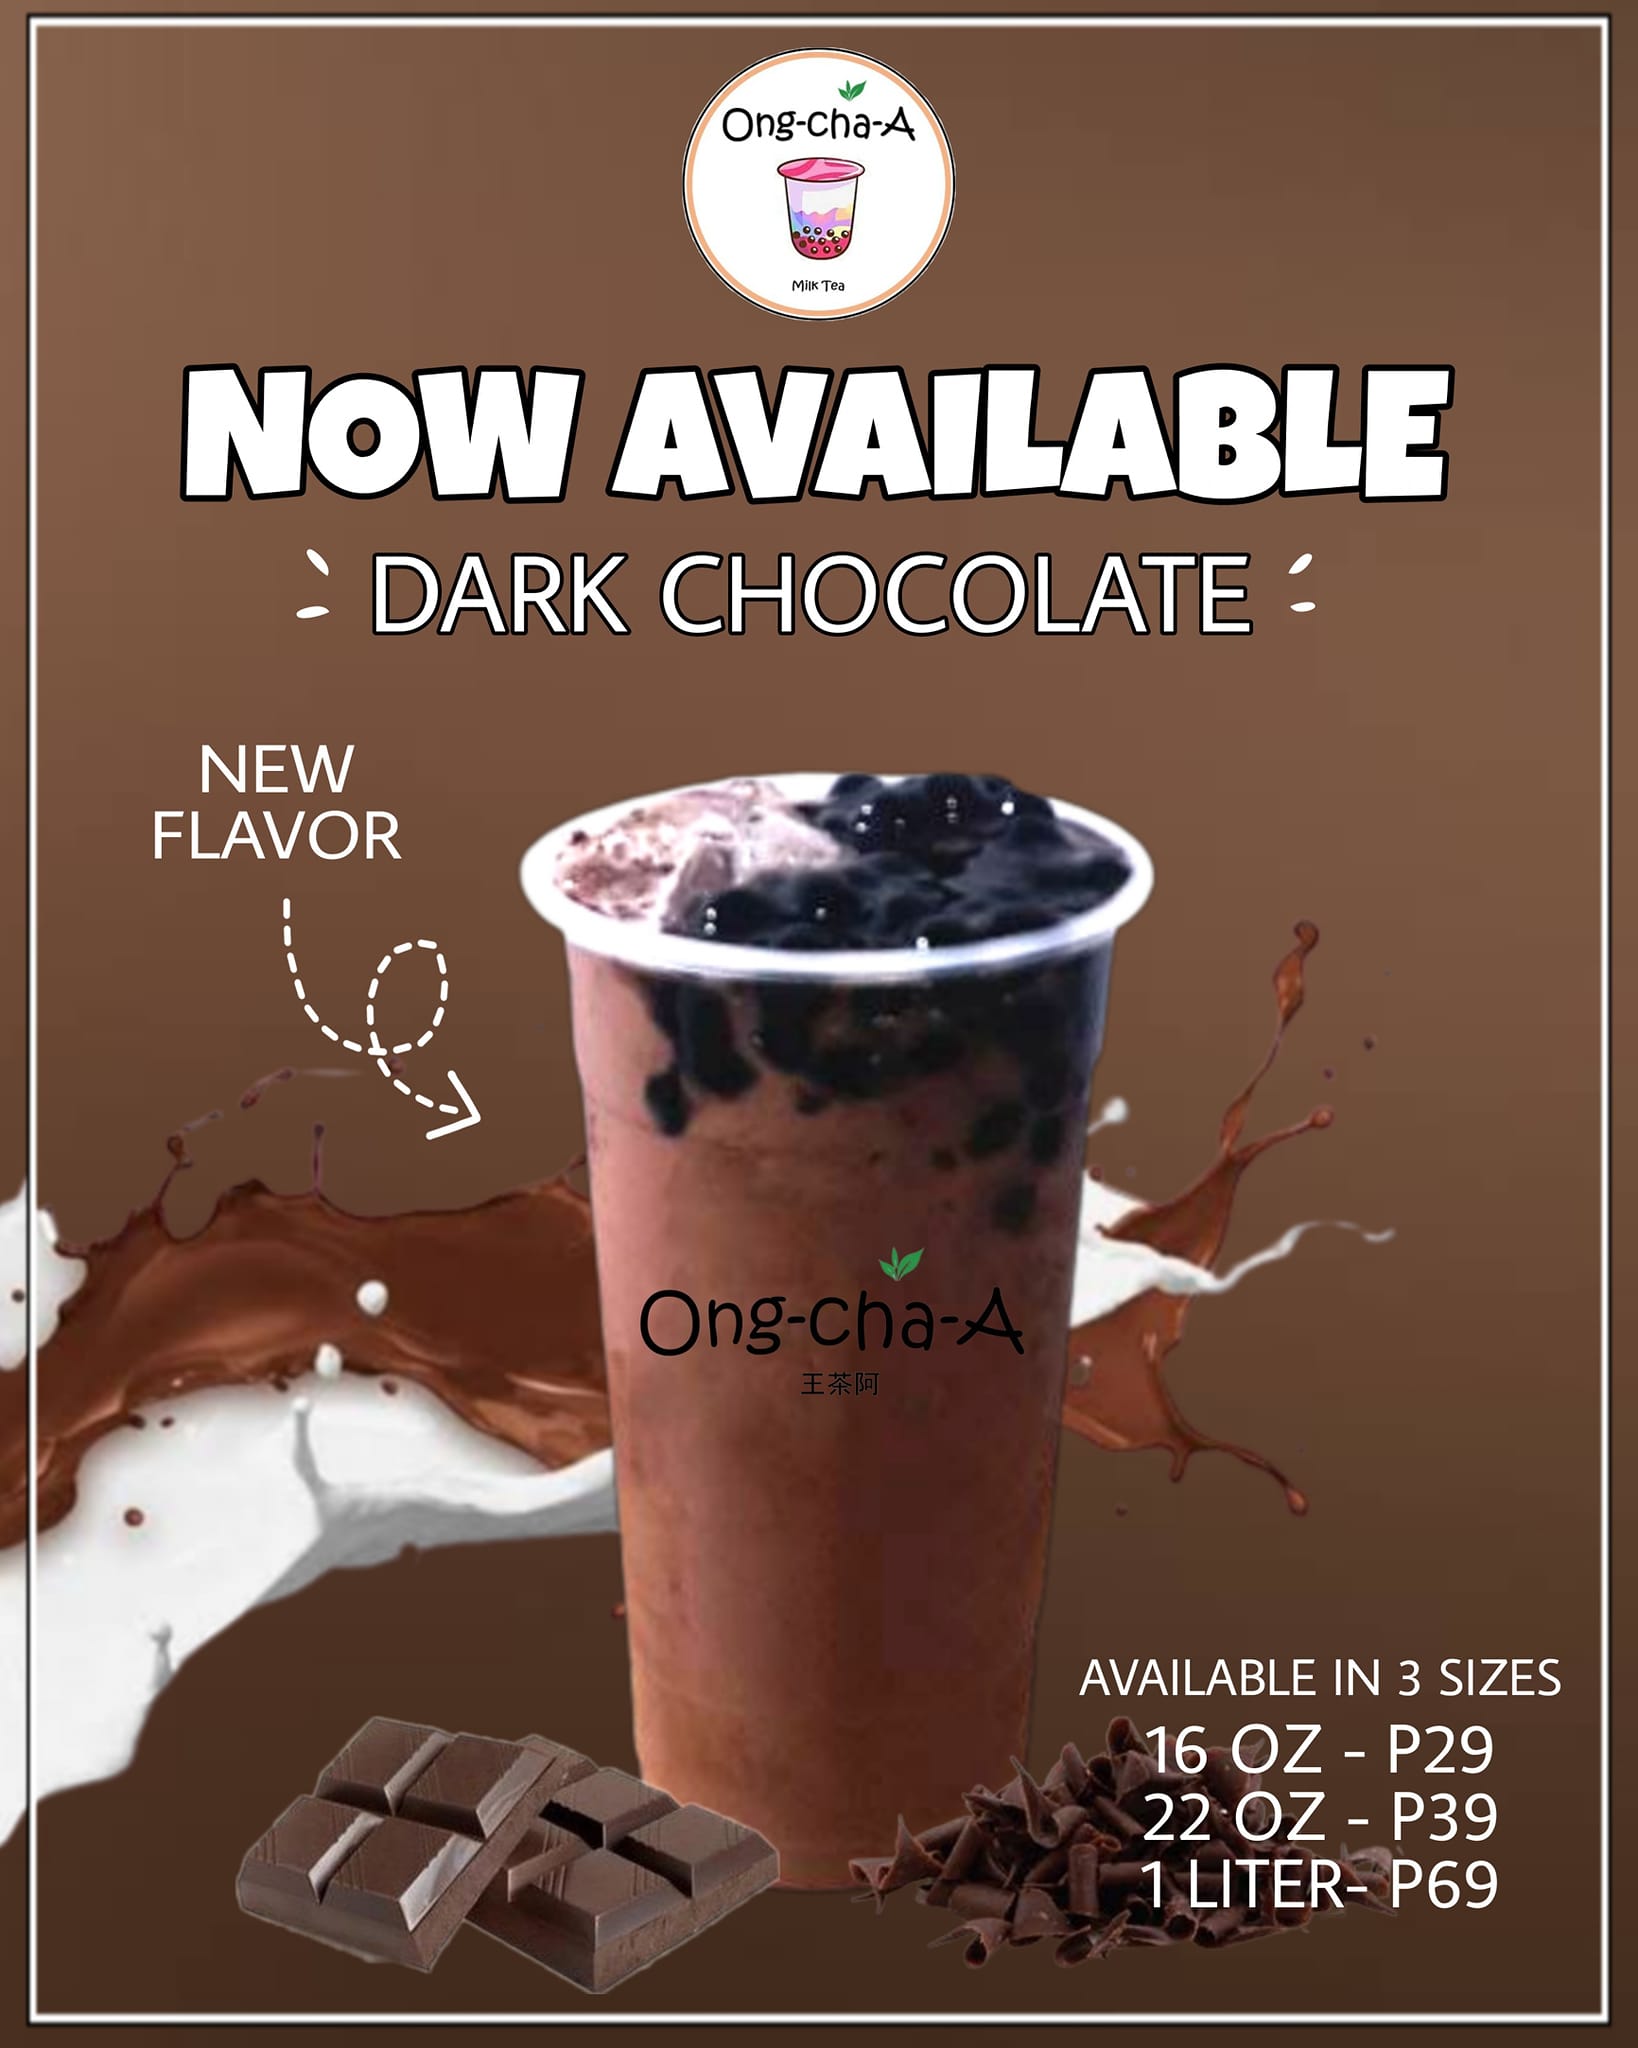 Ong-cha-A
Milk Tea
NOW AVAILABLE
DARK CHOCOLATE
NEW
FLAVOR
Ong-cha-A
王茶阿
AVAILABLE IN 3 SIZES
16 OZ - P29
22 OZ - P39
1 LITER- P69